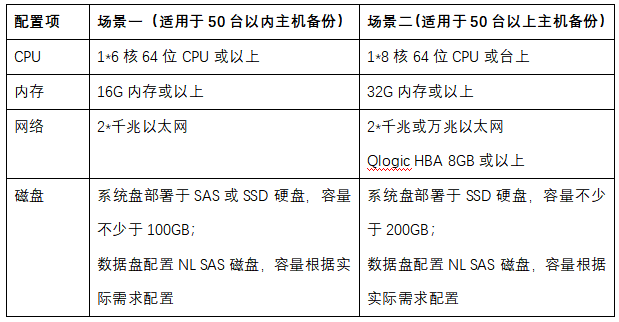 配置项
场景一（适用于 50 台以内主机备份）
场景二(适用于 50 台以上主机备份)
CPU
1*6 核 64 位 CPU 或以上
1*8 核 64 位 CPU 或台上
内存
16G 内存或以上
32G 内存或以上
网络
2*千兆以太网
2*千兆或万兆以太网
Qlogic HBA 8GB 或以上
磁盘
系统盘部署于 SAS 或 SSD 硬盘，容量
不少于 100GB；
数据盘配置 NL SAS 磁盘，容量根据实
际需求配置
系统盘部署于 SSD 硬盘，容量不少
于 200GB；
数据盘配置 NL SAS 磁盘，容量根据
实际需求配置